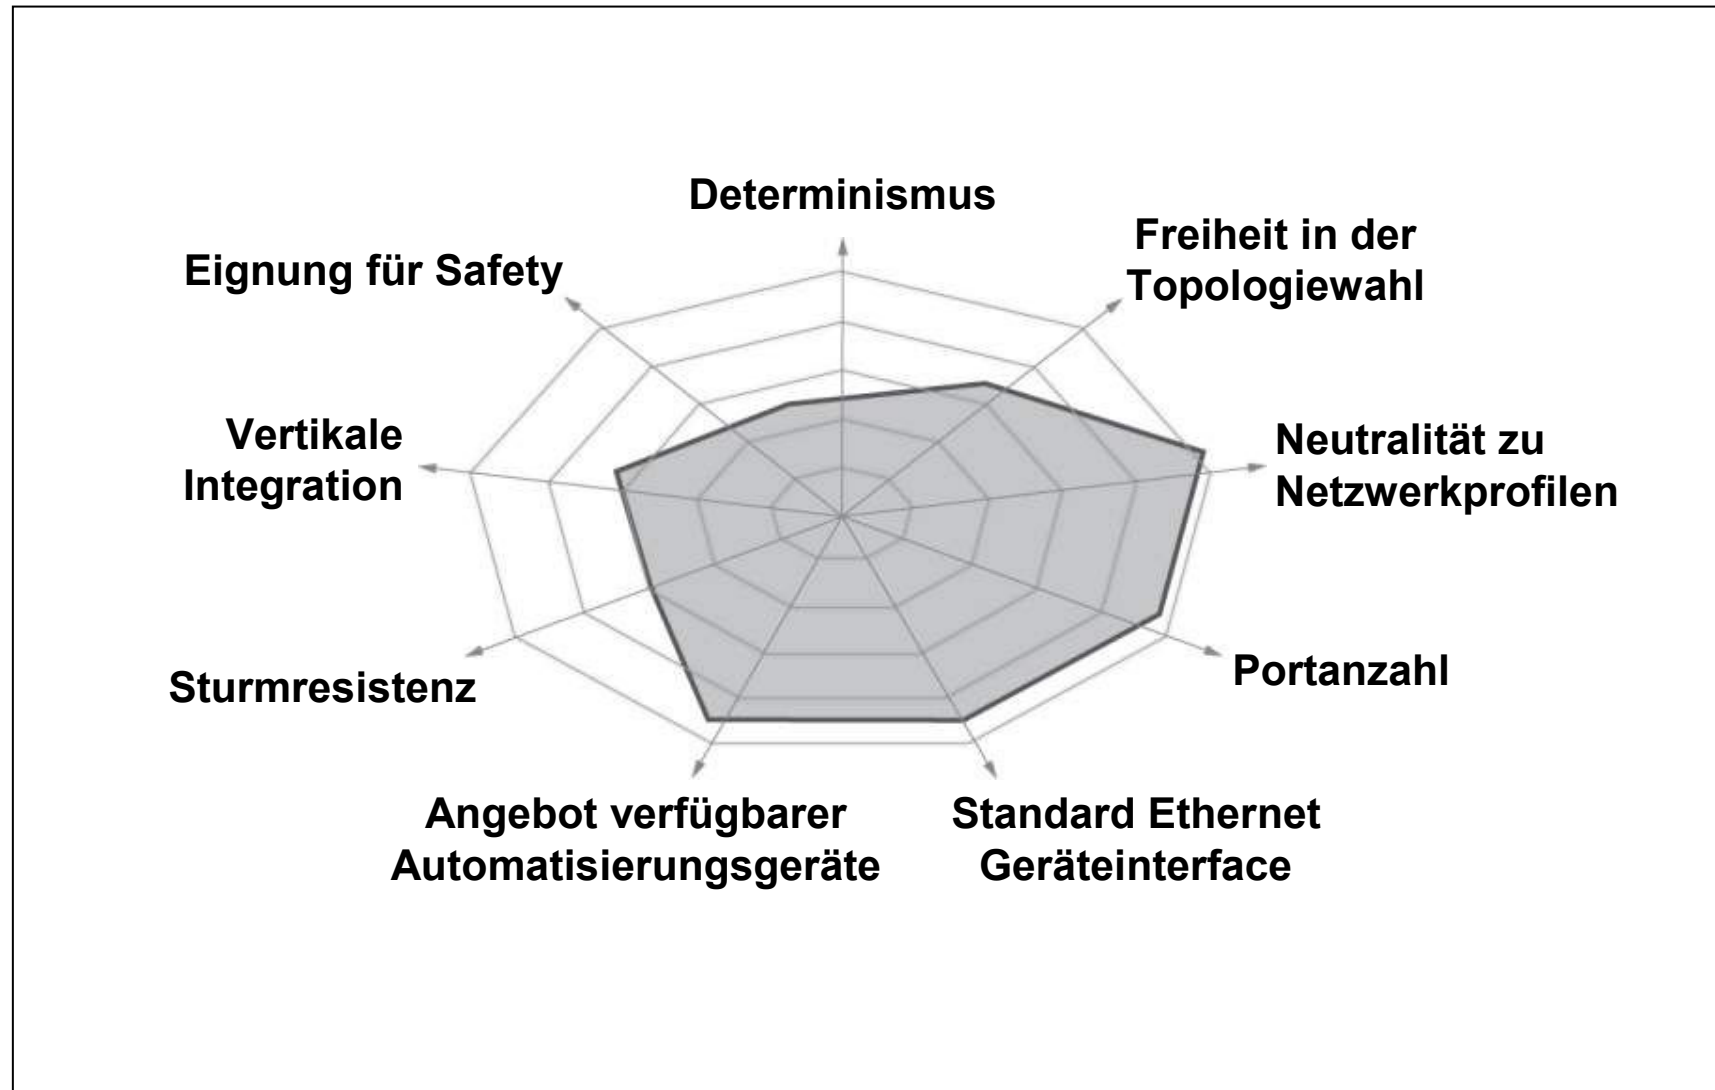 Determinismus
Freiheit in der
Topologiewahl
Eignung für Safety
Vertikale
Integration
Neutralität zu
Netzwerkprofilen
Sturmresistenz
Portanzahl
Angebot verfügbarer
Automatisierungsgeräte
Standard Ethernet
Geräteinterface